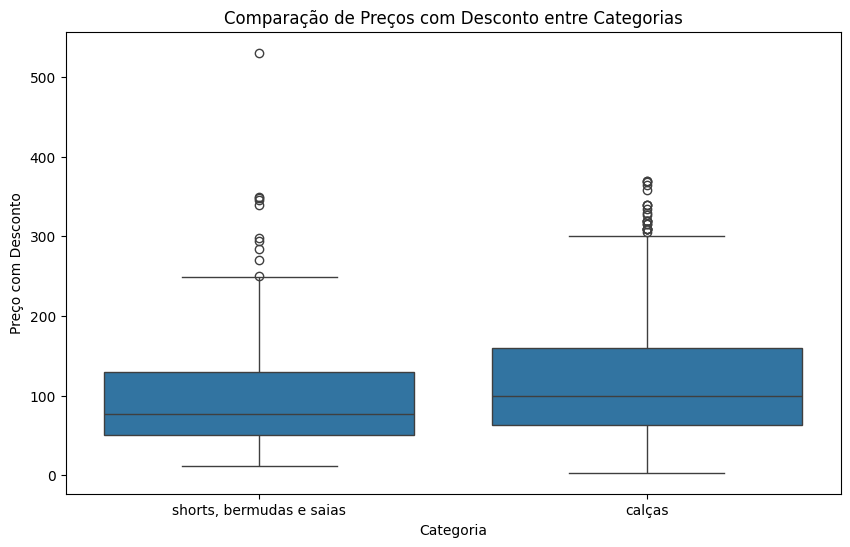 Comparação de Preços com Desconto entre Categorias
Preço com Desconto
500
400
300
200
100
0
shorts, bermudas e saias
calças
Categoria